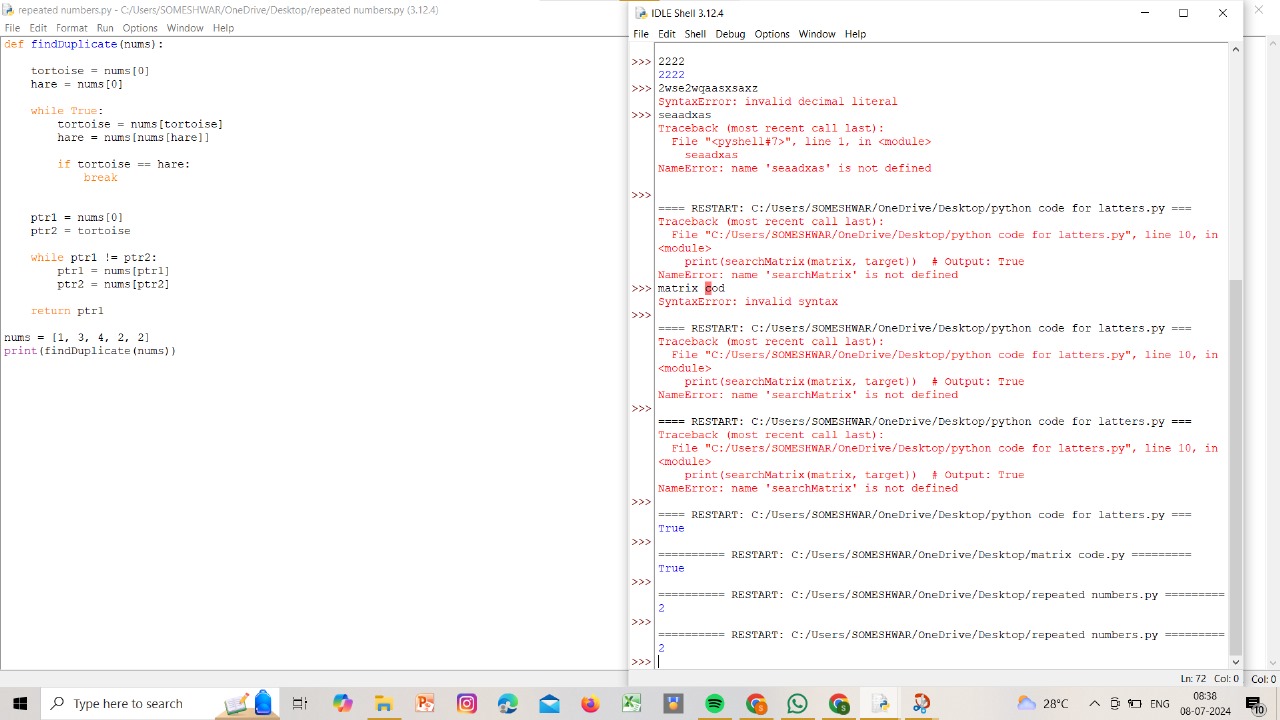 repeated numbers.py - C:/Users/SOMESHWAR/OneDrive/Desktop/repeated numbers.py (3.12.4)
File Edit Format Run Options Window Help
def findDuplicate(nums):
    tortoise = nums[0]
    hare = nums[0]
    while True:
        tortoise = nums[tortoise]
        hare = nums[nums[hare]]
        if tortoise == hare:
            break
    ptr1 = nums[0]
    ptr2 = tortoise
    while ptr1 != ptr2:
        ptr1 = nums[ptr1]
        ptr2 = nums[ptr2]
    return ptr1
nums = [1, 3, 4, 2, 2]
print(findDuplicate(nums))
IDLE Shell 3.12.4
File Edit Shell Debug Options Window Help
>>> 2222
2222
>>> 2wse2wqaasxsaxz
SyntaxError: invalid decimal literal
>>> seaadxas
Traceback (most recent call last):
  File "<pyshell#7>", line 1, in <module>
    seaadxas
NameError: name 'seaadxas' is not defined
>>>
==== RESTART: C:/Users/SOMESHWAR/OneDrive/Desktop/python code for latters.py ===
Traceback (most recent call last):
  File "C:/Users/SOMESHWAR/OneDrive/Desktop/python code for latters.py", line 10, in
<module>
    print(searchMatrix(matrix, target))  # Output: True
NameError: name 'searchMatrix' is not defined
>>> matrix cod
SyntaxError: invalid syntax
>>>
==== RESTART: C:/Users/SOMESHWAR/OneDrive/Desktop/python code for latters.py ===
Traceback (most recent call last):
  File "C:/Users/SOMESHWAR/OneDrive/Desktop/python code for latters.py", line 10, in
<module>
    print(searchMatrix(matrix, target))  # Output: True
NameError: name 'searchMatrix' is not defined
>>>
==== RESTART: C:/Users/SOMESHWAR/OneDrive/Desktop/python code for latters.py ===
Traceback (most recent call last):
  File "C:/Users/SOMESHWAR/OneDrive/Desktop/python code for latters.py", line 10, in
<module>
    print(searchMatrix(matrix, target))  # Output: True
NameError: name 'searchMatrix' is not defined
>>>
==== RESTART: C:/Users/SOMESHWAR/OneDrive/Desktop/python code for latters.py ===
True
>>>
========== RESTART: C:/Users/SOMESHWAR/OneDrive/Desktop/matrix code.py =========
True
>>>
========== RESTART: C:/Users/SOMESHWAR/OneDrive/Desktop/repeated numbers.py =========
2
>>>
========== RESTART: C:/Users/SOMESHWAR/OneDrive/Desktop/repeated numbers.py =========
2
>>>
Ln: 72 Col: 0
Col: 0
Type here to search
28°C
ENG
08:38
08-07-2024
10